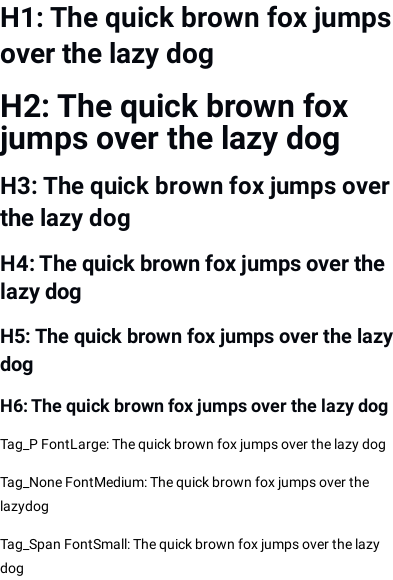 H1: The quick brown fox jumps
over the lazy dog
H2: The quick brown fox
jumps over the lazy dog
H3: The quick brown fox jumps over
the lazy dog
H4: The quick brown fox jumps over the
lazy dog
H5: The quick brown fox jumps over the lazy
dog
H6: The quick brown fox jumps over the lazy dog
Tag_P FontLarge: The quick brown fox jumps over the lazy dog
Tag_None FontMedium: The quick brown fox jumps over the
lazydog
Tag_Span FontSmall: The quick brown fox jumps over the lazy
dog